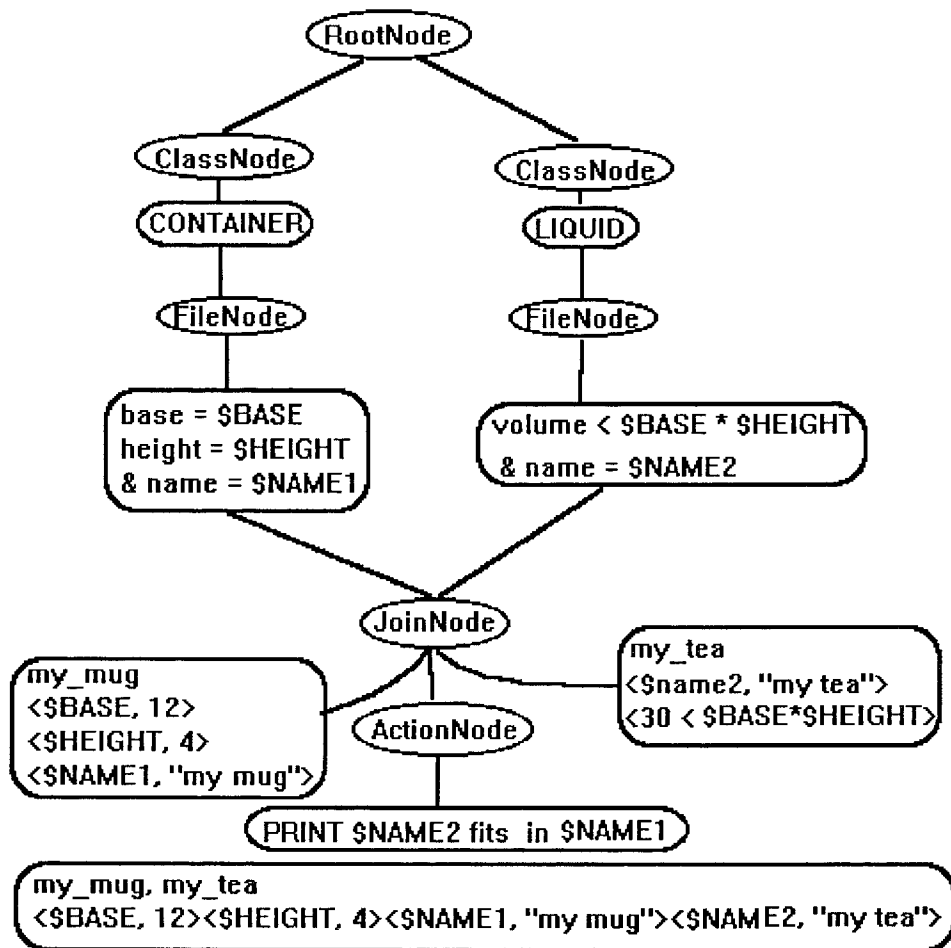 RootNode
ClassNode
ClassNode
CONTAINER
LIQUID
FileNode
FileNode
base = $BASE
height = $HEIGHT
& name = $NAME1
volume < $BASE * $HEIGHT
& name = $NAME2
JoinNode
my_mug
<$BASE, 12>
<$HEIGHT, 4>
<$NAME1, "my mug">
my_tea
<$name2, "my tea">
<30 < $BASE*$HEIGHT>
ActionNode
PRINT $NAME2 fits in $NAME1
my_mug, my_tea
<$BASE, 12><$HEIGHT, 4><$NAME1, "my mug"><$NAME2, "my tea">